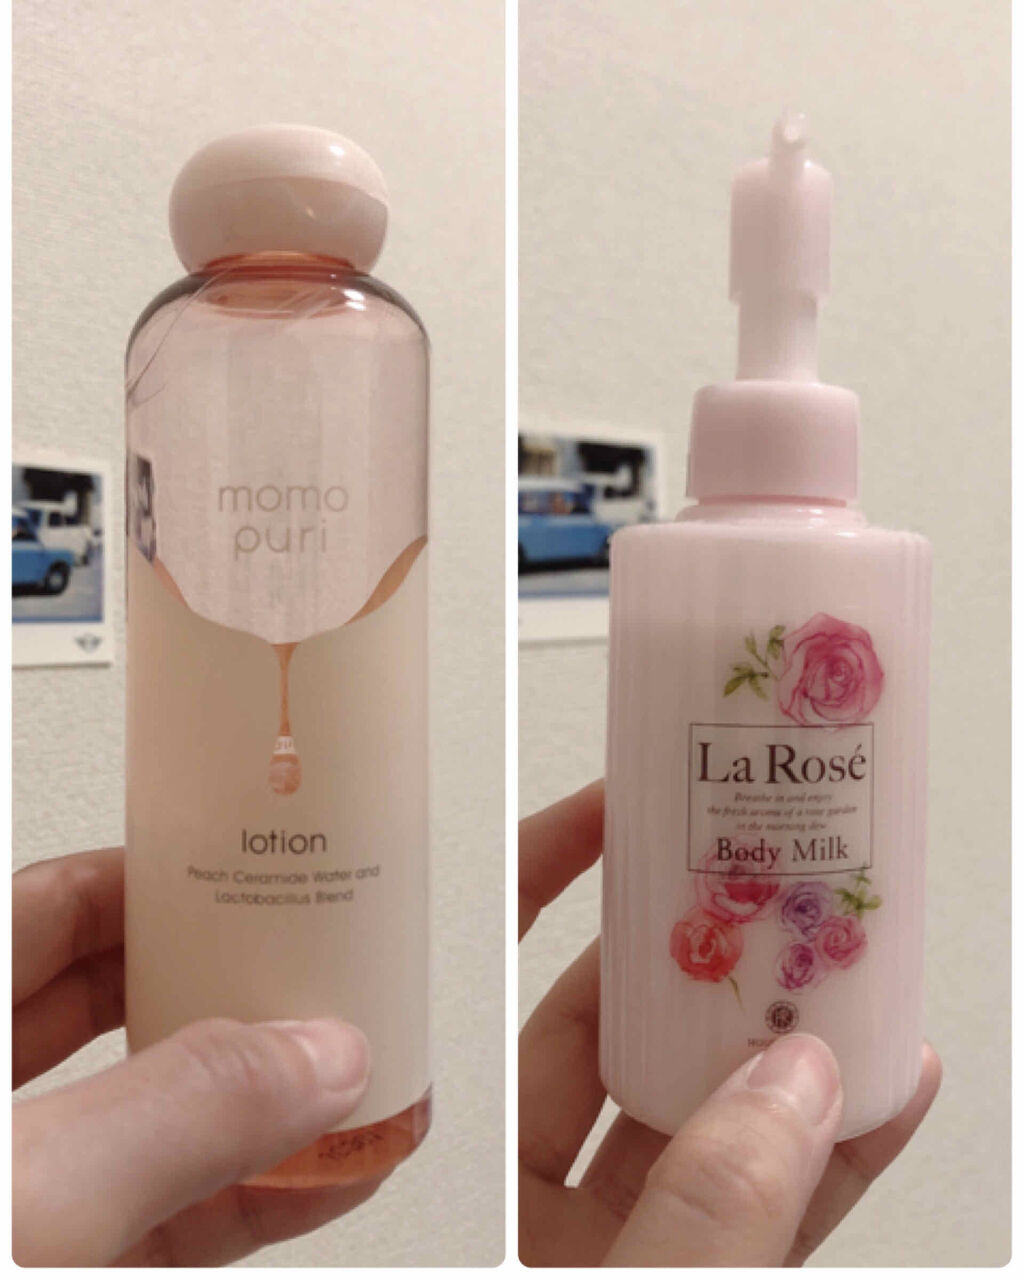 momo
puri
lotion
Peach Ceramide Water and
Lactobacillus Blend
La Rosé
Breathe in and enjoy
the fresh aroma of a rose garden
in the morning dew
Body Milk